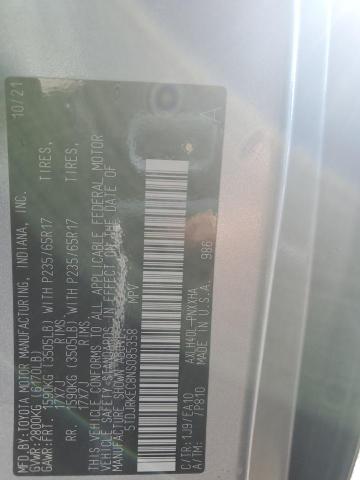 MFD.BY:TOYOTA MOTOR MANUFACTURING, INDIANA, INC. 10/21
GVWR:2800KG (6170LB)
GAWR:FRT. 1590KG (3505LB) WITH P235/65R17 TIRES,
17X7J RIMS
RR. 1590KG (3505LB) WITH P235/65R17 TIRES,
17X7J RIMS
THIS VEHICLE CONFORMS TO ALL APPLICABLE FEDERAL MOTOR
VEHICLE SAFETY STANDARDS IN EFFECT ON THE DATE OF
MANUFACTURE SHOWN ABOVE.
5TDJRKEC8NS085358 MPV
C/TR:1J9/EA10 AXLH40L-PNXXHA
A/TM: /P810 MADE IN U.S.A. 986
A